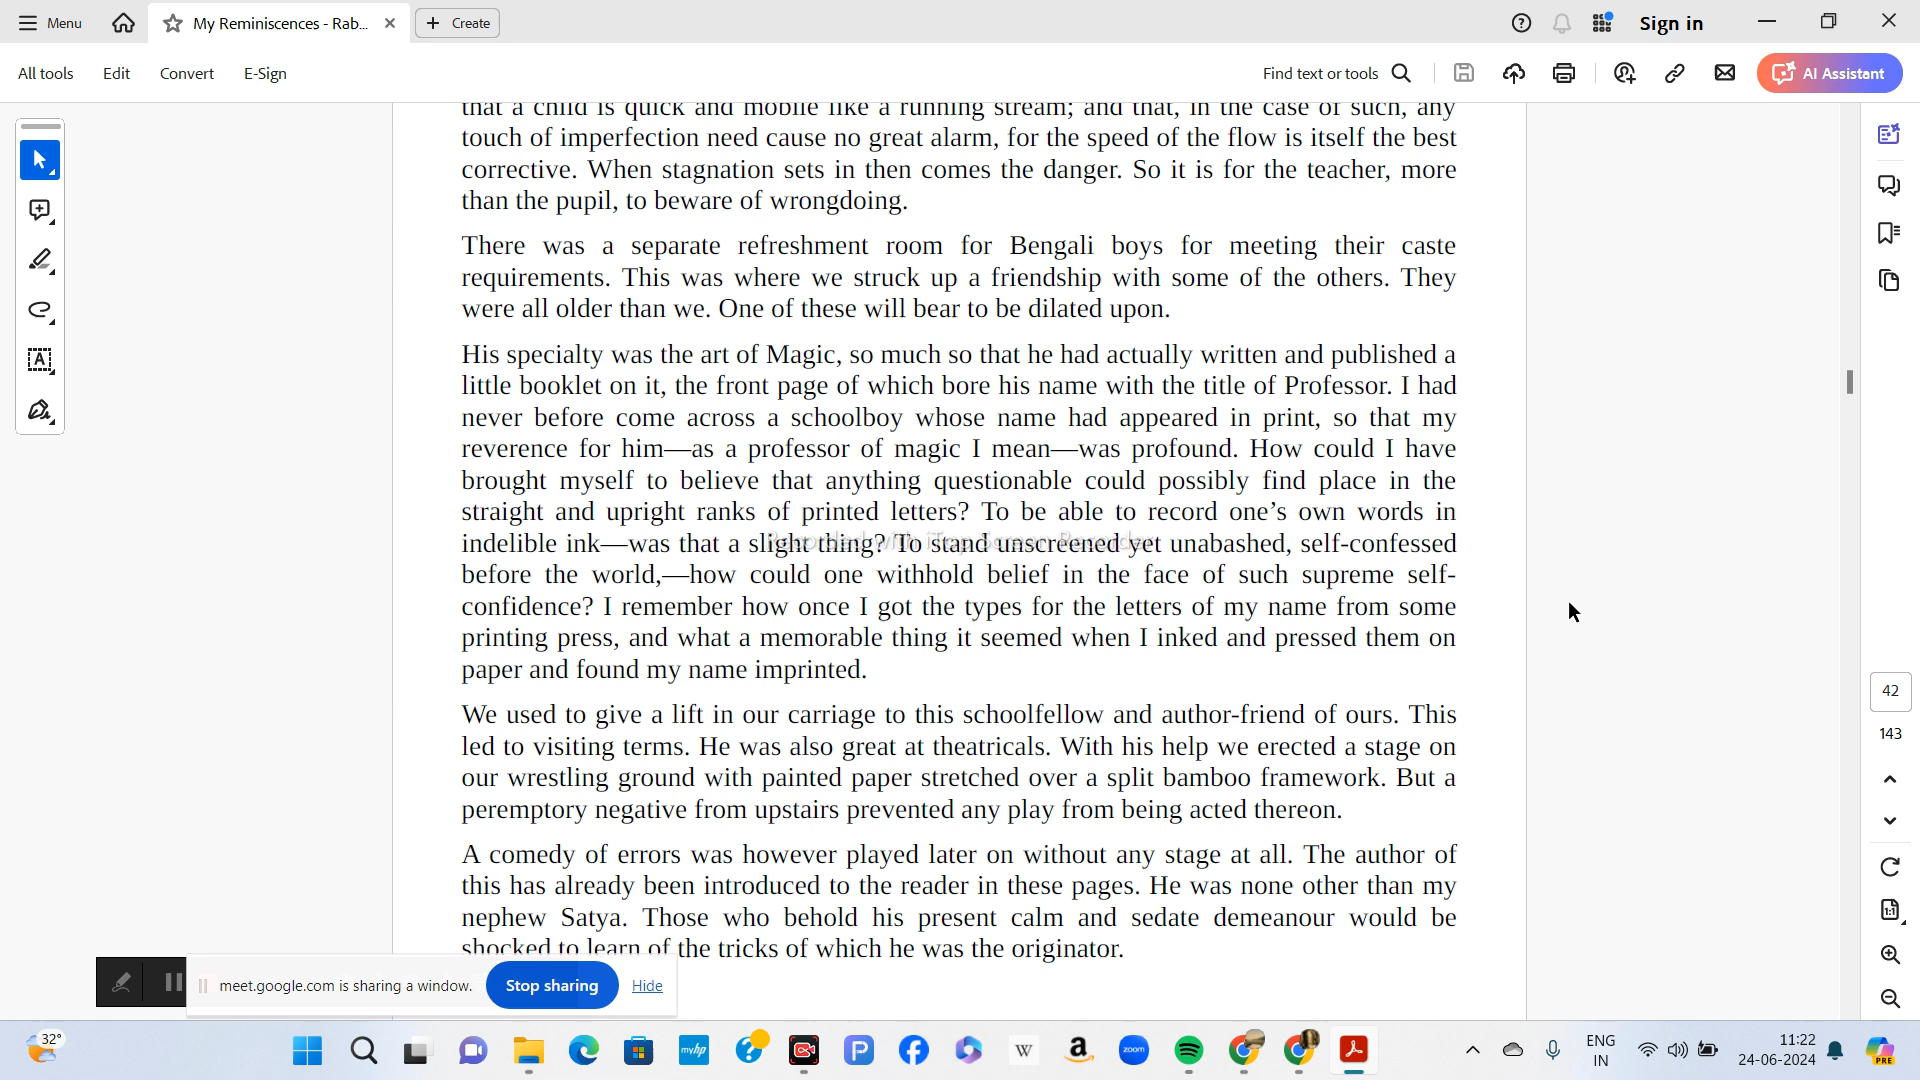 Menu
My Reminiscences - Rab...
Create
Sign in
All tools
Edit
Convert
E-Sign
Find text or tools
AI Assistant
that a child is quick and mobile like a running stream; and that, in the case of such, any
touch of imperfection need cause no great alarm, for the speed of the flow is itself the best
corrective. When stagnation sets in then comes the danger. So it is for the teacher, more
than the pupil, to beware of wrongdoing.
There was a separate refreshment room for Bengali boys for meeting their caste
requirements. This was where we struck up a friendship with some of the others. They
were all older than we. One of these will bear to be dilated upon.
His specialty was the art of Magic, so much so that he had actually written and published a
little booklet on it, the front page of which bore his name with the title of Professor. I had
never before come across a schoolboy whose name had appeared in print, so that my
reverence for him—as a professor of magic I mean—was profound. How could I have
brought myself to believe that anything questionable could possibly find place in the
straight and upright ranks of printed letters? To be able to record one’s own words in
indelible ink—was that a slight thing? To stand unscreened yet unabashed, self-confessed
Recorded with iTop Screen Recorder
before the world,—how could one withhold belief in the face of such supreme self-
confidence? I remember how once I got the types for the letters of my name from some
printing press, and what a memorable thing it seemed when I inked and pressed them on
paper and found my name imprinted.
We used to give a lift in our carriage to this schoolfellow and author-friend of ours. This
led to visiting terms. He was also great at theatricals. With his help we erected a stage on
our wrestling ground with painted paper stretched over a split bamboo framework. But a
peremptory negative from upstairs prevented any play from being acted thereon.
A comedy of errors was however played later on without any stage at all. The author of
this has already been introduced to the reader in these pages. He was none other than my
nephew Satya. Those who behold his present calm and sedate demeanour would be
shocked to learn of the tricks of which he was the originator.
42
143
meet.google.com is sharing a window.
Stop sharing
Hide
32°
myhp
W
a
zoom
ENG
IN
11:22
24-06-2024
PRE